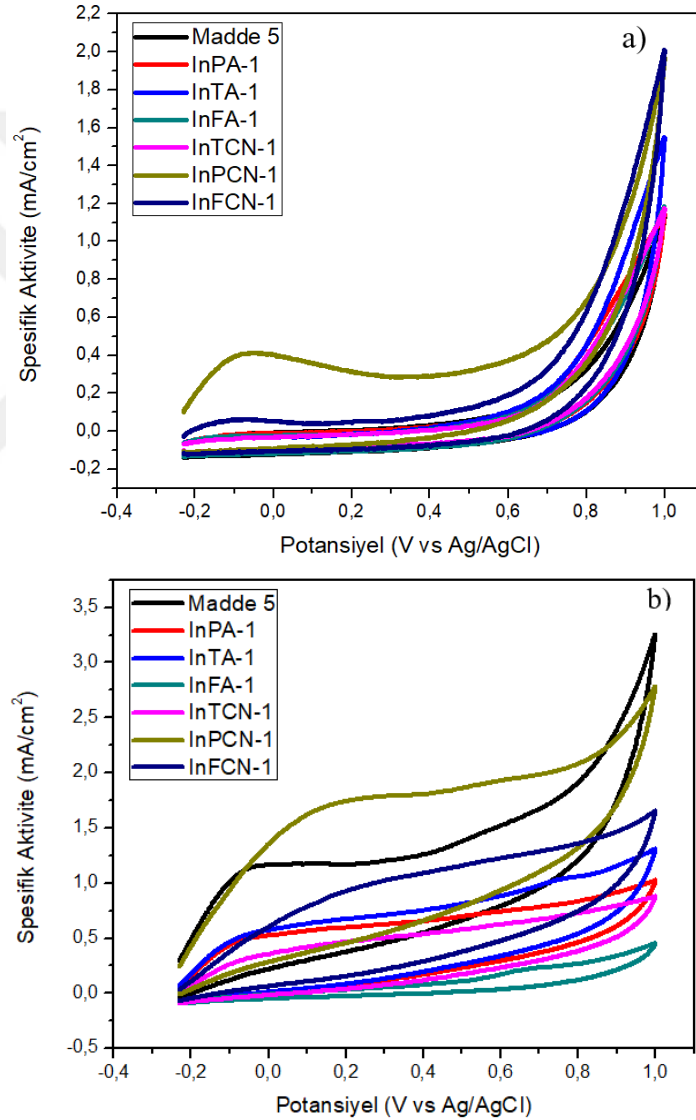 a)
Madde 5
InPA-1
InTA-1
InFA-1
InTCN-1
InPCN-1
InFCN-1
Spesifik Aktivite (mA/cm²)
2,2
2,0
1,8
1,6
1,4
1,2
1,0
0,8
0,6
0,4
0,2
0,0
-0,2
-0,4 -0,2 0,0 0,2 0,4 0,6 0,8 1,0
Potansiyel (V vs Ag/AgCl)
b)
Madde 5
InPA-1
InTA-1
InFA-1
InTCN-1
InPCN-1
InFCN-1
Spesifik Aktivite (mA/cm²)
3,5
3,0
2,5
2,0
1,5
1,0
0,5
0,0
-0,5
-0,4 -0,2 0,0 0,2 0,4 0,6 0,8 1,0
Potansiyel (V vs Ag/AgCl)